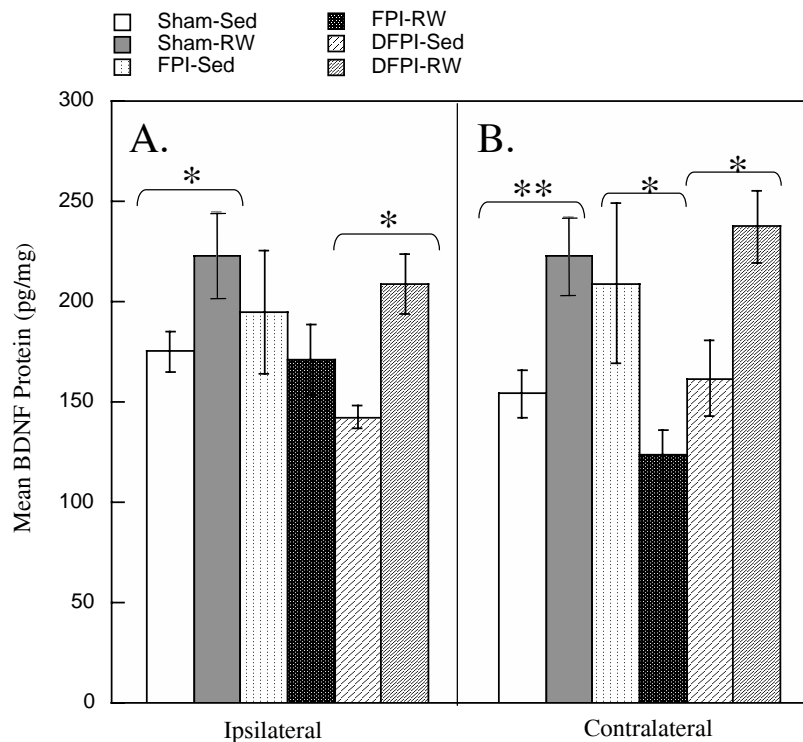 Sham-Sed
Sham-RW
FPI-Sed
FPI-RW
DFPI-Sed
DFPI-RW
Mean BDNF Protein (pg/mg)
300
250
200
150
100
50
0
A.
*
*
B.
**
*
*
Ipsilateral
Contralateral